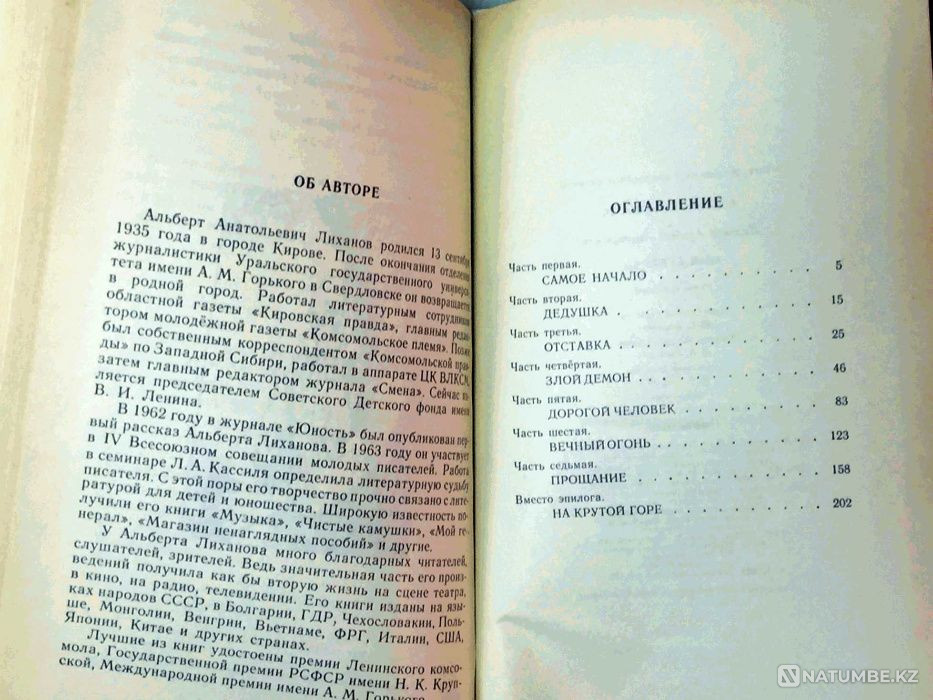 ОБ АВТОРЕ
Альберт Анатольевич Лиханов родился 13 сентября
1935 года в городе Кирове. После окончания отделения
журналистики Уральского государственного универси-
тета имени А. М. Горького в Свердловске он возвращается
в родной город. Работал литературным сотрудником
областной газеты «Кировская правда», главным редак-
тором молодёжной газеты «Комсомольское племя». Позже
был собственным корреспондентом «Комсомольской прав-
ды» по Западной Сибири, работал в аппарате ЦК ВЛКСМ,
затем главным редактором журнала «Смена». Сейчас яв-
ляется председателем Советского Детского фонда имени
В. И. Ленина.
В 1962 году в журнале «Юность» был опубликован пер-
вый рассказ Альберта Лиханова. В 1963 году он участвует
в IV Всесоюзном совещании молодых писателей. Работа
в семинаре Л. А. Кассиля определила литературную судьбу
писателя. С этой поры его творчество прочно связано с лите-
ратурой для детей и юношества. Широкую известность по-
лучили его книги «Музыка», «Чистые камушки», «Мой ге-
нерал», «Магазин ненаглядных пособий» и другие.
У Альберта Лиханова много благодарных читателей,
слушателей, зрителей. Ведь значительная часть его произ-
ведений получила как бы вторую жизнь на сцене театра,
в кино, на радио, телевидении. Его книги изданы на язы-
ках народов СССР, в Болгарии, ГДР, Чехословакии, Поль-
ше, Монголии, Венгрии, Вьетнаме, ФРГ, Италии, США,
Японии, Китае и других странах.
Лучшие из книг удостоены премии Ленинского комсо-
мола, Государственной премии РСФСР имени Н. К. Круп-
ской, Международной премии имени А. М. Горького
ОГЛАВЛЕНИЕ
Часть первая.
САМОЕ НАЧАЛО . . . . . . . . . . 5
Часть вторая.
ДЕДУШКА . . . . . . . . . . . . 15
Часть третья.
ОТСТАВКА . . . . . . . . . . . . 25
Часть четвёртая.
ЗЛОЙ ДЕМОН . . . . . . . . . . . 46
Часть пятая.
ДОРОГОЙ ЧЕЛОВЕК . . . . . . . . 83
Часть шестая.
ВЕЧНЫЙ ОГОНЬ . . . . . . . . . . 123
Часть седьмая.
ПРОЩАНИЕ . . . . . . . . . . . . 158
Вместо эпилога.
НА КРУТОЙ ГОРЕ . . . . . . . . . 202
NATUMBE.KZ